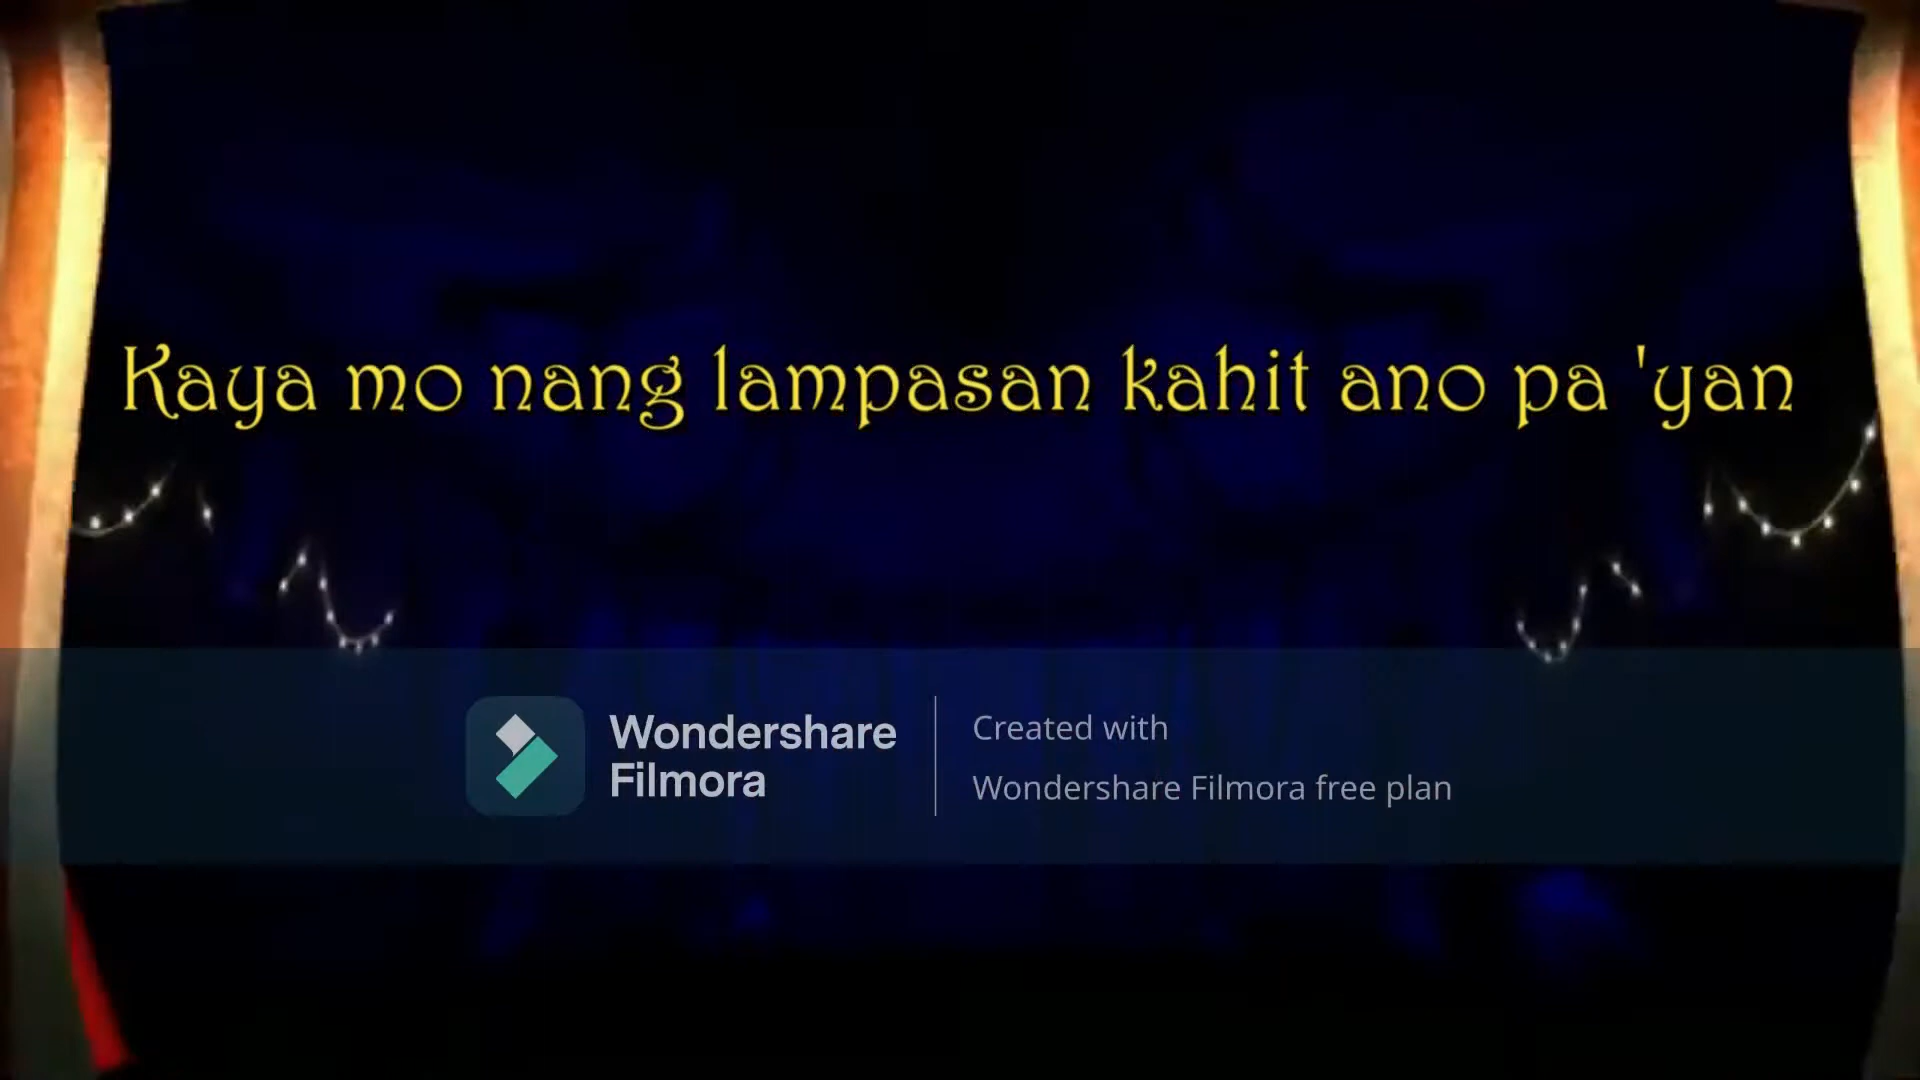 Kaya mo nang lampasan kahit ano pa 'yan
Wondershare
Filmora
Created with
Wondershare Filmora free plan